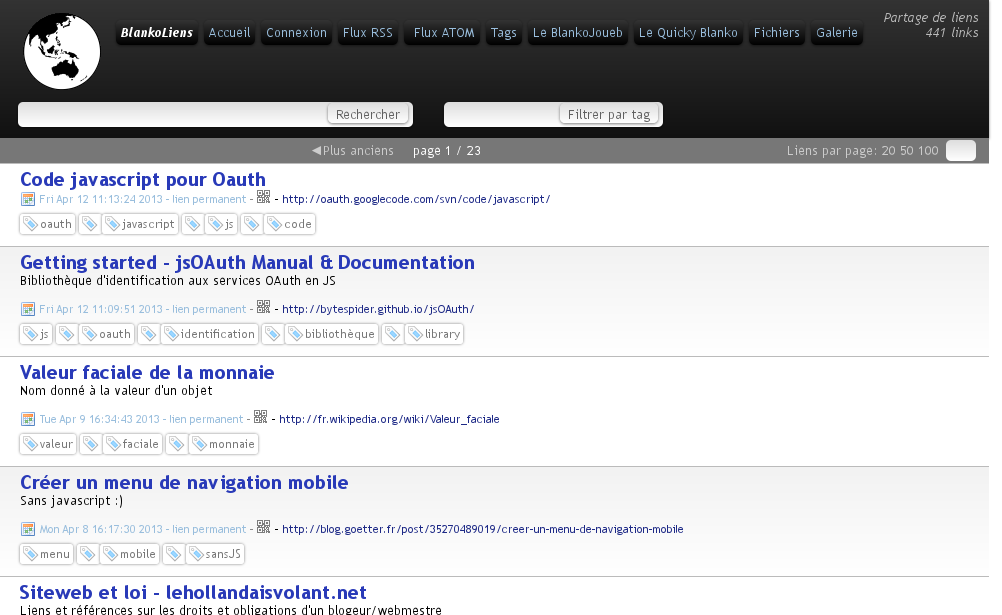 BlankoLiens Accueil Connexion Flux RSS Flux ATOM Tags Le BlankoJoueb Le Quicky Blanko Fichiers Galerie
Partage de liens
441 links
Rechercher Filtrer par tag
◀Plus anciens page 1 / 23 Liens par page: 20 50 100
Code javascript pour Oauth
Fri Apr 12 11:13:24 2013 - lien permanent - - http://oauth.googlecode.com/svn/code/javascript/
oauth javascript js code
Getting started - jsOAuth Manual & Documentation
Bibliothèque d'identification aux services OAuth en JS
Fri Apr 12 11:09:51 2013 - lien permanent - - http://bytespider.github.io/jsOAuth/
js oauth identification bibliothèque library
Valeur faciale de la monnaie
Nom donné à la valeur d'un objet
Tue Apr 9 16:34:43 2013 - lien permanent - - http://fr.wikipedia.org/wiki/Valeur_faciale
valeur faciale monnaie
Créer un menu de navigation mobile
Sans javascript :)
Mon Apr 8 16:17:30 2013 - lien permanent - - http://blog.goetter.fr/post/35270489019/creer-un-menu-de-navigation-mobile
menu mobile sansJS
Siteweb et loi - lehollandaisvolant.net
Liens et références sur les droits et obligations d'un blogeur/webmestre